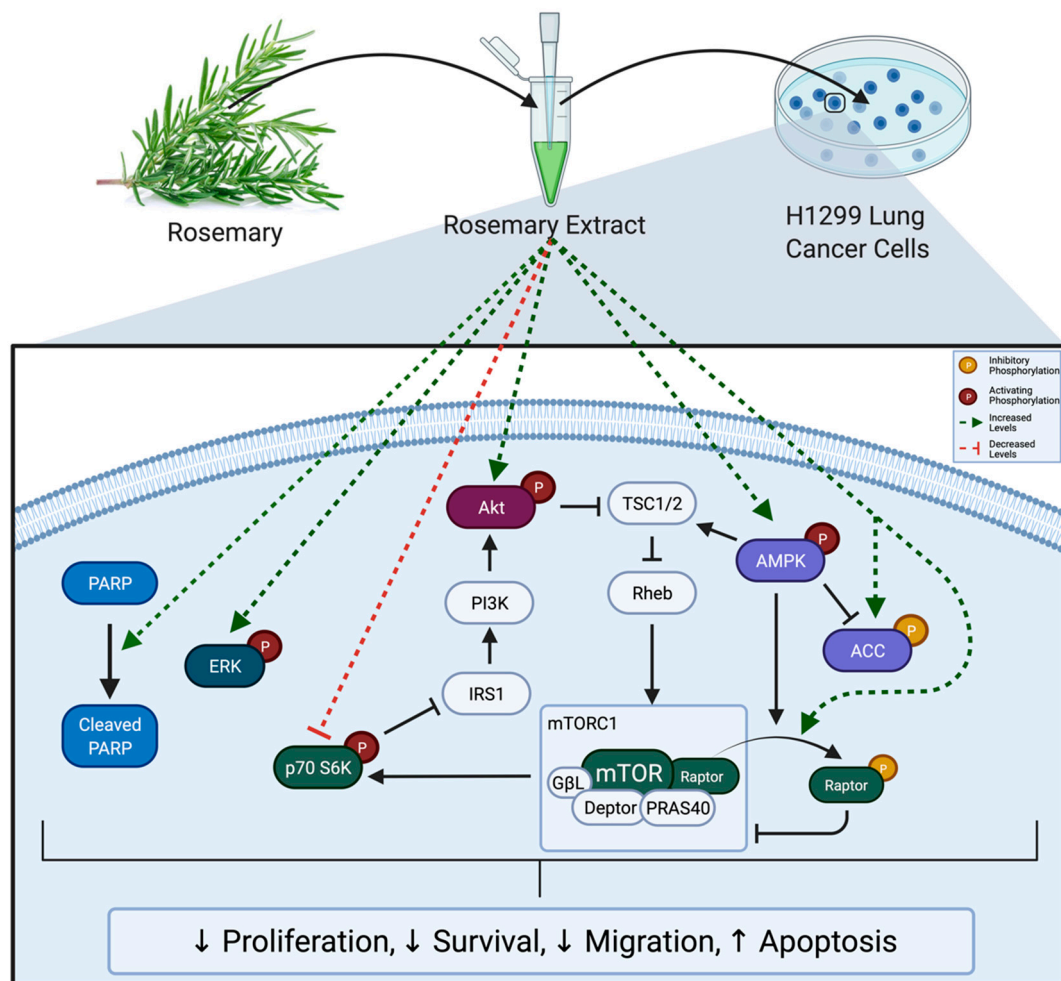 Rosemary
Rosemary Extract
H1299 Lung
Cancer Cells
P
Inhibitory
Phosphorylation
P
Activating
Phosphorylation
Increased
Levels
Decreased
Levels
Akt
P
TSC1/2
AMPK
P
PARP
PI3K
Rheb
ERK
P
ACC
P
IRS1
Cleaved
PARP
p70 S6K
P
mTORC1
mTOR
Raptor
GβL
Deptor
PRAS40
Raptor
P
↓ Proliferation, ↓ Survival, ↓ Migration, ↑ Apoptosis